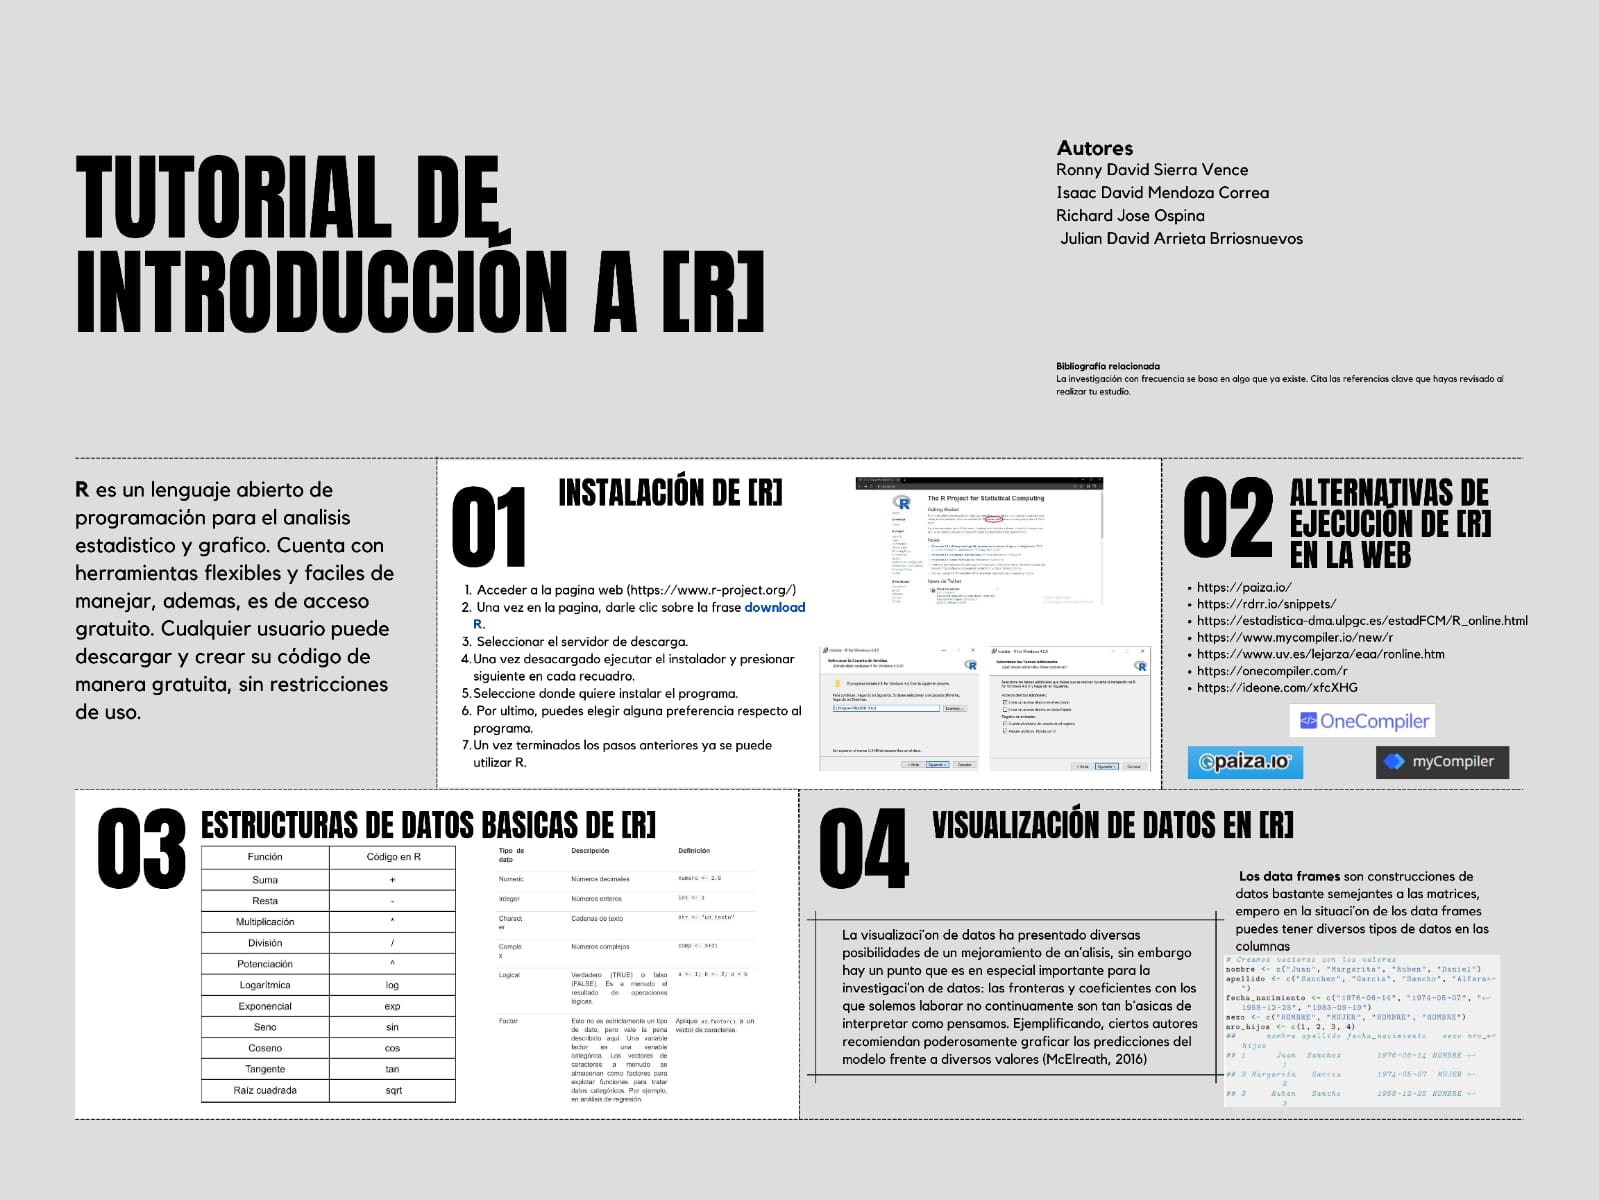 TUTORIAL DE
INTRODUCCIÓN A [R]
Autores
Ronny David Sierra Vence
Isaac David Mendoza Correa
Richard Jose Ospina
Julian David Arrieta Brriosnuevos
Bibliografía relacionada
La investigación con frecuencia se basa en algo que ya existe. Cita las referencias clave que hayas revisado al
realizar tu estudio.
R es un lenguaje abierto de
programación para el analisis
estadistico y grafico. Cuenta con
herramientas flexibles y faciles de
manejar, ademas, es de acceso
gratuito. Cualquier usuario puede
descargar y crear su código de
manera gratuita, sin restricciones
de uso.
01
INSTALACIÓN DE [R]
1. Acceder a la pagina web (https://www.r-project.org/)
2. Una vez en la pagina, darle clic sobre la frase download
R.
3. Seleccionar el servidor de descarga.
4. Una vez desacargado ejecutar el instalador y presionar
siguiente en cada recuadro.
5. Seleccione donde quiere instalar el programa.
6. Por ultimo, puedes elegir alguna preferencia respecto al
programa.
7. Un vez terminados los pasos anteriores ya se puede
utilizar R.
The R Project for Statistical Computing
Getting Started
News
News via Twitter
02
ALTERNATIVAS DE
EJECUCIÓN DE [R]
EN LA WEB
• https://paiza.io/
• https://rdrr.io/snippets/
• https://estadistica-dma.ulpgc.es/estadFCM/R_online.html
• https://www.mycompiler.io/new/r
• https://www.uv.es/lejarza/eaa/ronline.htm
• https://onecompiler.com/r
• https://ideone.com/xfcXHG
OneCompiler
paiza.io
myCompiler
03
ESTRUCTURAS DE DATOS BASICAS DE [R]
Función Código en R
Suma +
Resta -
Multiplicación *
División /
Potenciación ^
Logarítmica log
Exponencial exp
Seno sin
Coseno cos
Tangente tan
Raíz cuadrada sqrt
Tipo de Descripción Definición
dato
Numeric Números decimales numero <- 1.0
Integer Números enteros int <- 1
Charact Cadenas de texto str <- "un texto"
er
Comple Números complejos comp <- 3+2i
x
Logical Verdadero (TRUE) o falso a <- 1; b <- 2; a < b
(FALSE). Es a menudo el
resultado de operaciones
lógicas.
Factor Este no es estrictamente un tipo Aplique as.factor() a un
de dato, pero vale la pena vector de caracteres.
describirlo aquí. Una variable
factor es una variable
categórica. Los vectores de
caracteres a menudo se
almacenan como factores para
explotar funciones para tratar
datos categóricos. Por ejemplo,
en análisis de regresión.
04
VISUALIZACIÓN DE DATOS EN [R]
La visualizaci´on de datos ha presentado diversas
posibilidades de un mejoramiento de an´alisis, sin embargo
hay un punto que es en especial importante para la
investigaci´on de datos: las fronteras y coeficientes con los
que solemos laborar no continuamente son tan b´asicas de
interpretar como pensamos. Ejemplificando, ciertos autores
recomiendan poderosamente graficar las predicciones del
modelo frente a diversos valores (McElreath, 2016)
Los data frames son construcciones de
datos bastante semejantes a las matrices,
empero en la situaci´on de los data frames
puedes tener diversos tipos de datos en las
columnas
# Creamos vectores con los valores
nombre <- c("Juan", "Margarita", "Ruben", "Daniel")
apellido <- c("Sanchez", "Garcia", "Sancho", "Alfara↩
")
fecha_nacimiento <- c("1976-06-14", "1974-05-07", "↩
1958-12-25", "1983-09-19")
sexo <- c("HOMBRE", "MUJER", "HOMBRE", "HOMBRE")
nro_hijos <- c(1, 2, 3, 4)
## nombre apellido fecha_nacimiento sexo nro_↩
hijos
## 1 Juan Sanchez 1976-06-14 HOMBRE ↩
1
## 2 Margarita Garcia 1974-05-07 MUJER ↩
2
## 3 Ruben Sancho 1958-12-25 HOMBRE ↩
3